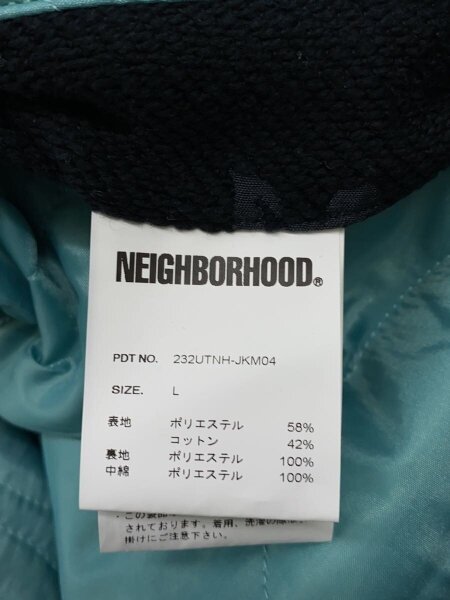 NEIGHBORHOOD®
PDT NO. 232UTNH-JKM04
SIZE. L
表地 ポリエステル 58%
コットン 42%
裏地 ポリエステル 100%
中綿 ポリエステル 100%
されております。着用、洗濯の際は
掛けにご注意下さい。